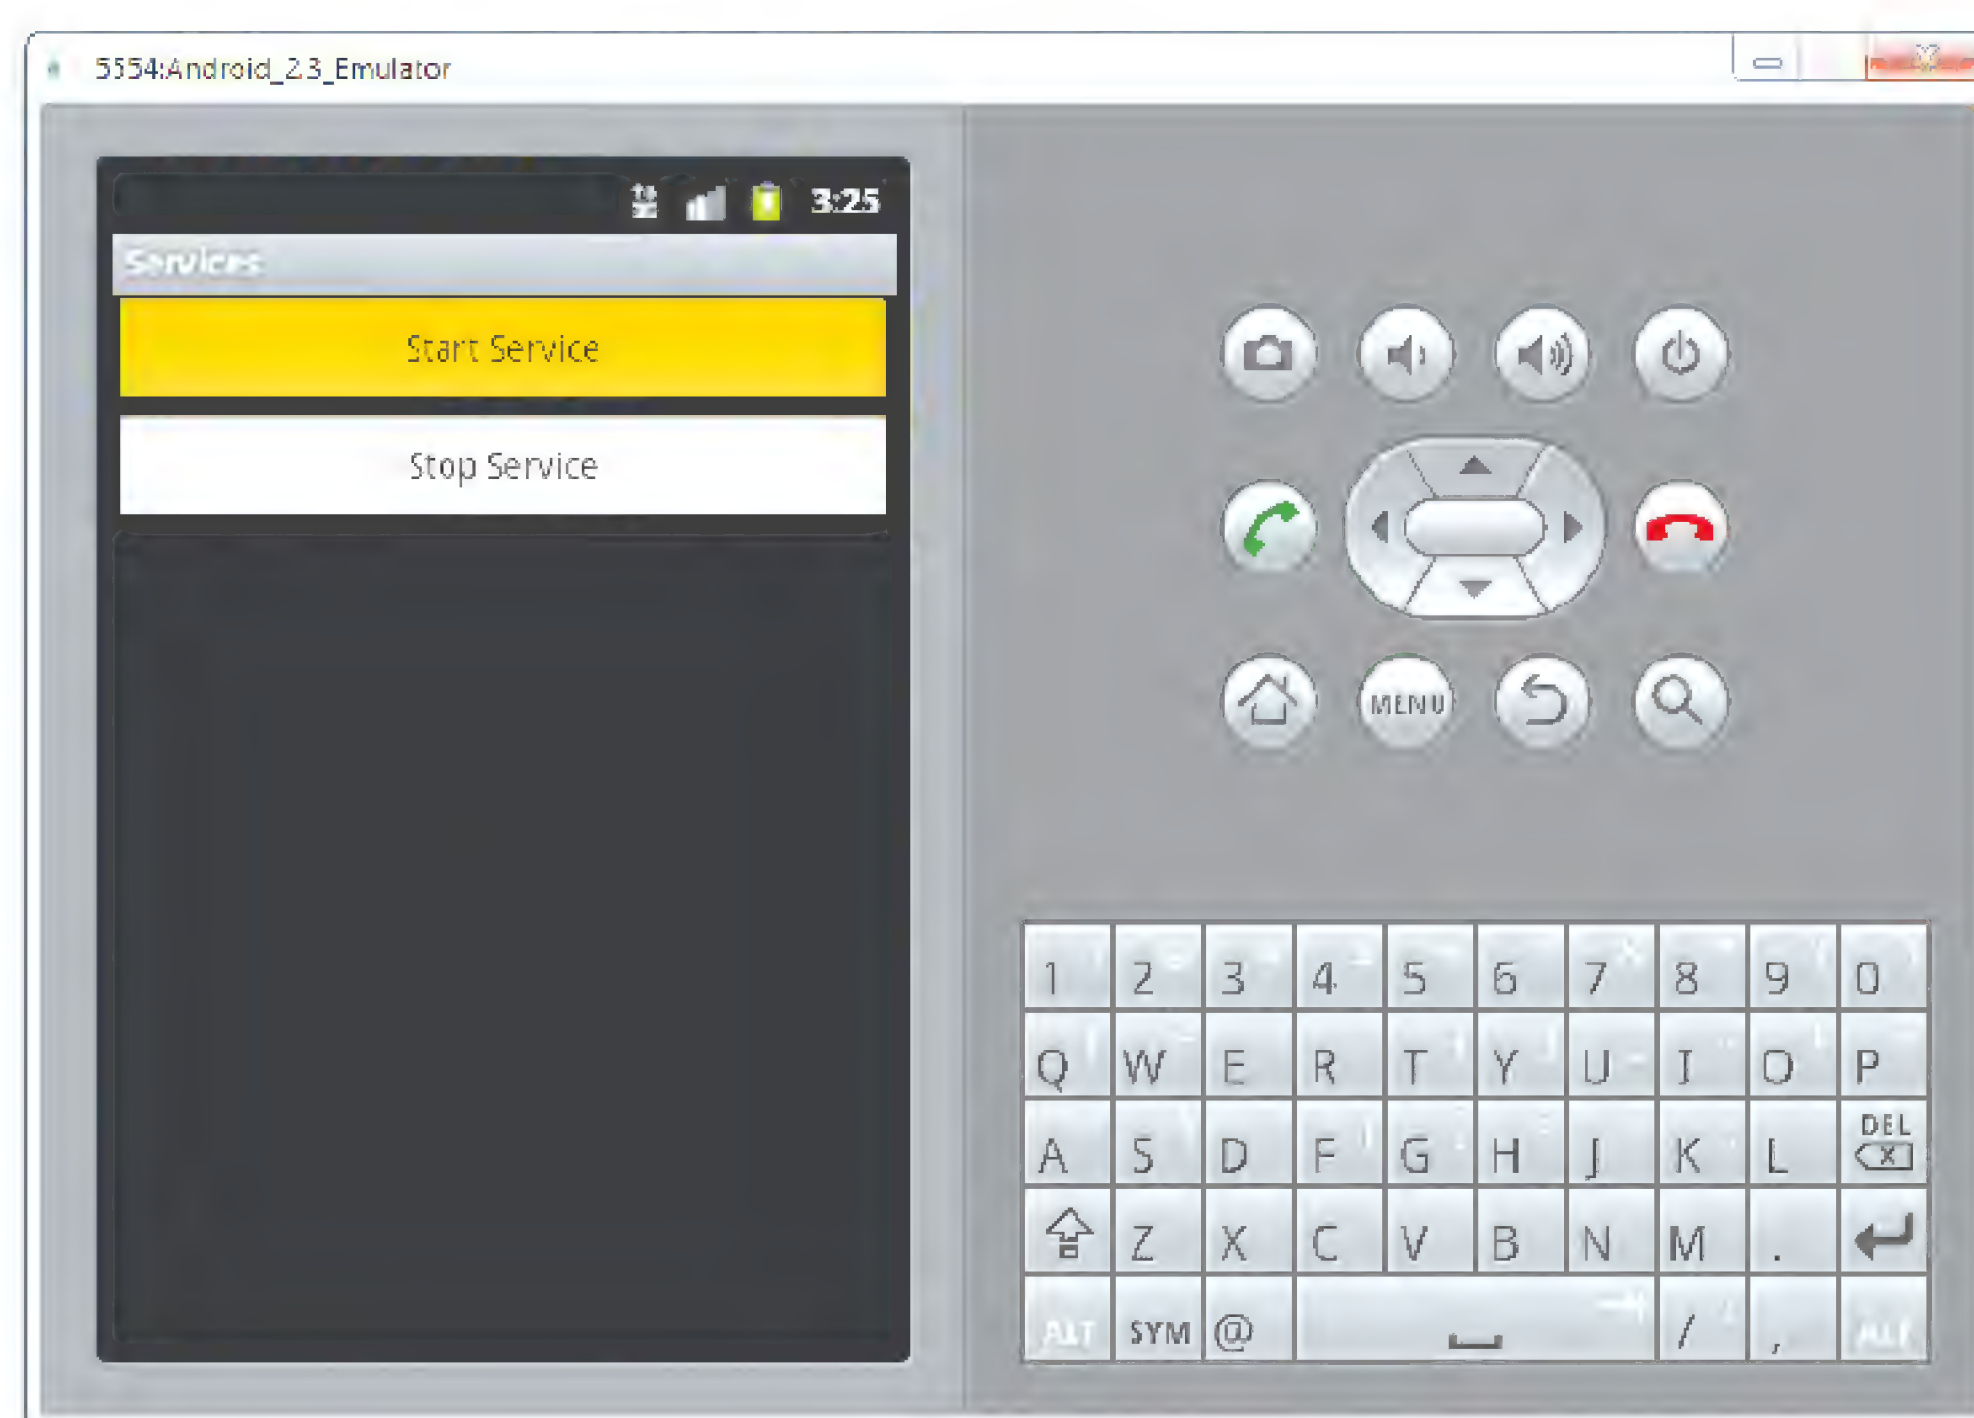 5554:Android_2.3_Emulator
3:25
Services
Start Service
Stop Service
MENU
1 2 3 4 5 6 7 8 9 0
Q W E R T Y U I O P
A S D F G H J K L DEL
Z X C V B N M .
ALT SYM @ / , ALT